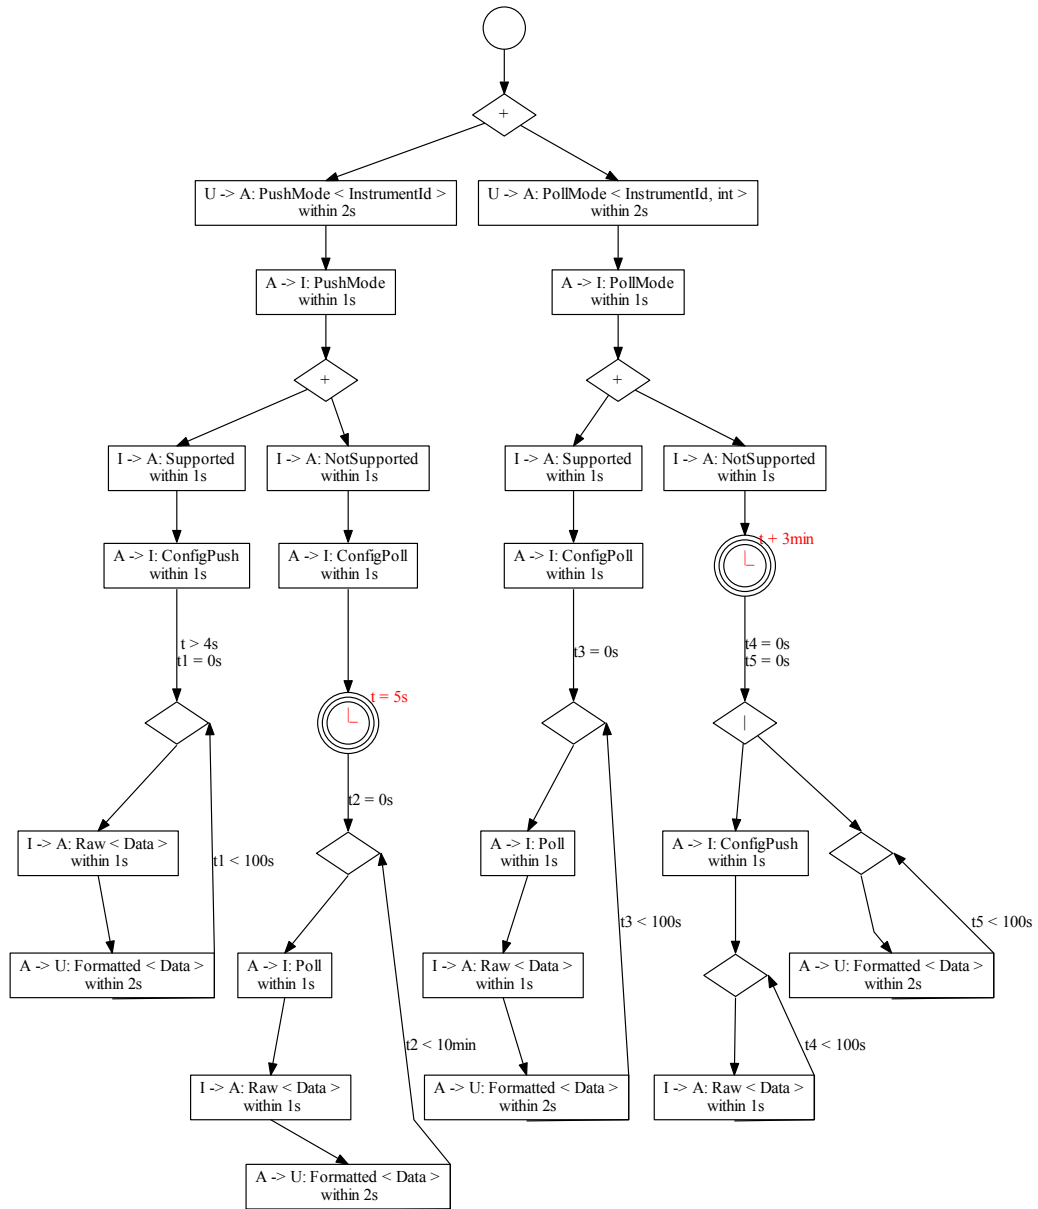 +
U -> A: PushMode < InstrumentId >
within 2s
U -> A: PollMode < InstrumentId, int >
within 2s
A -> I: PushMode
within 1s
A -> I: PollMode
within 1s
+
+
I -> A: Supported
within 1s
I -> A: NotSupported
within 1s
I -> A: Supported
within 1s
I -> A: NotSupported
within 1s
A -> I: ConfigPush
within 1s
A -> I: ConfigPoll
within 1s
A -> I: ConfigPoll
within 1s
t + 3min
t > 4s
t1 = 0s
t3 = 0s
t4 = 0s
t5 = 0s
t = 5s
|
t2 = 0s
I -> A: Raw < Data >
within 1s
t1 < 100s
A -> I: Poll
within 1s
A -> I: ConfigPush
within 1s
t3 < 100s
t5 < 100s
A -> U: Formatted < Data >
within 2s
A -> I: Poll
within 1s
I -> A: Raw < Data >
within 1s
A -> U: Formatted < Data >
within 2s
t2 < 10min
t4 < 100s
I -> A: Raw < Data >
within 1s
A -> U: Formatted < Data >
within 2s
I -> A: Raw < Data >
within 1s
A -> U: Formatted < Data >
within 2s